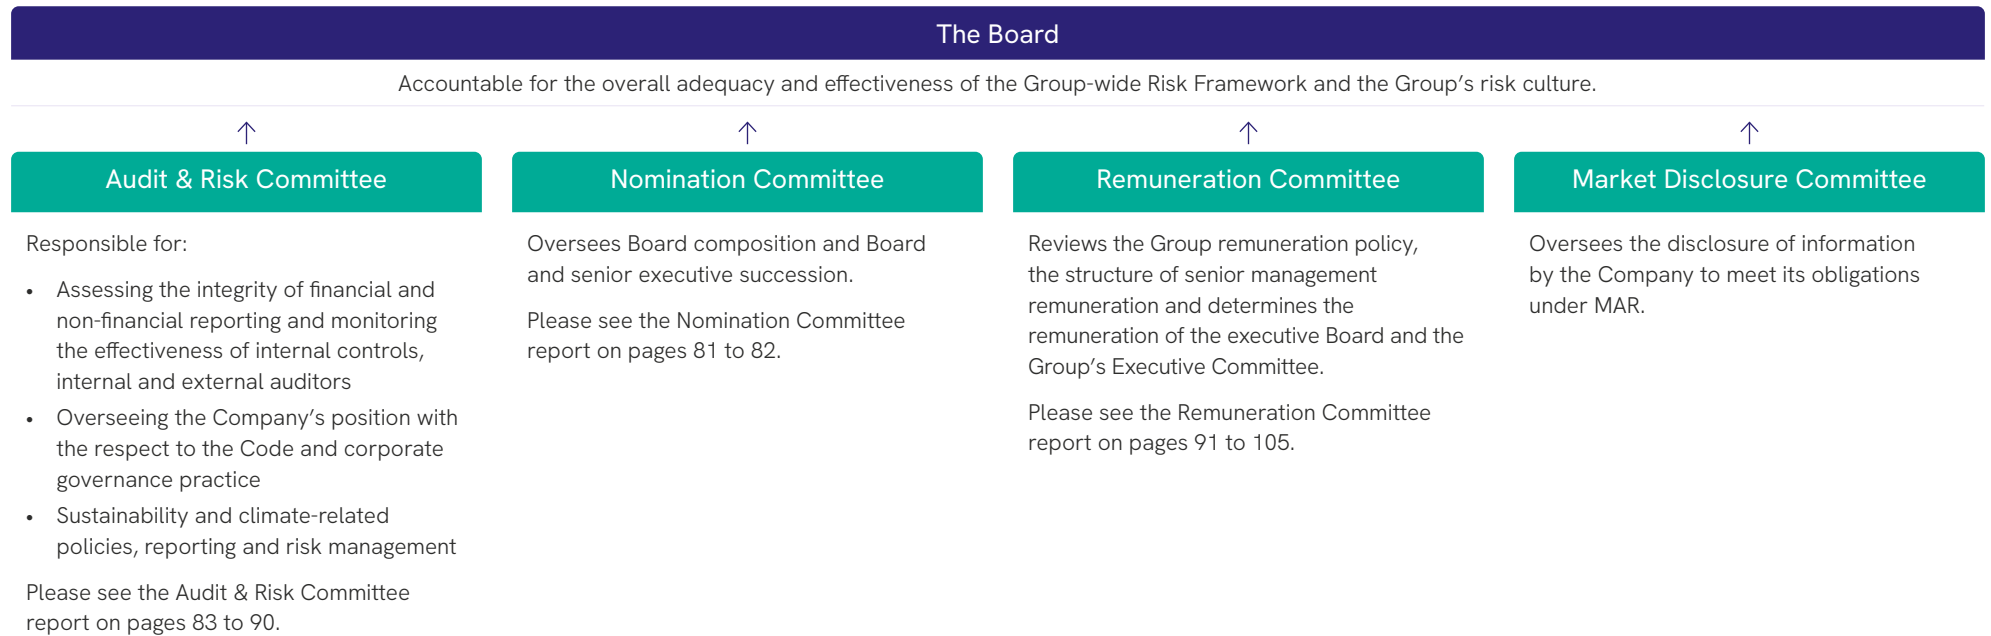 The Board
Accountable for the overall adequacy and effectiveness of the Group-wide Risk Framework and the Group’s risk culture.
Audit & Risk Committee
Responsible for:
• Assessing the integrity of financial and
non-financial reporting and monitoring
the effectiveness of internal controls,
internal and external auditors
• Overseeing the Company’s position with
the respect to the Code and corporate
governance practice
• Sustainability and climate-related
policies, reporting and risk management
Please see the Audit & Risk Committee
report on pages 83 to 90.
Nomination Committee
Oversees Board composition and Board
and senior executive succession.
Please see the Nomination Committee
report on pages 81 to 82.
Remuneration Committee
Reviews the Group remuneration policy,
the structure of senior management
remuneration and determines the
remuneration of the executive Board and the
Group’s Executive Committee.
Please see the Remuneration Committee
report on pages 91 to 105.
Market Disclosure Committee
Oversees the disclosure of information
by the Company to meet its obligations
under MAR.